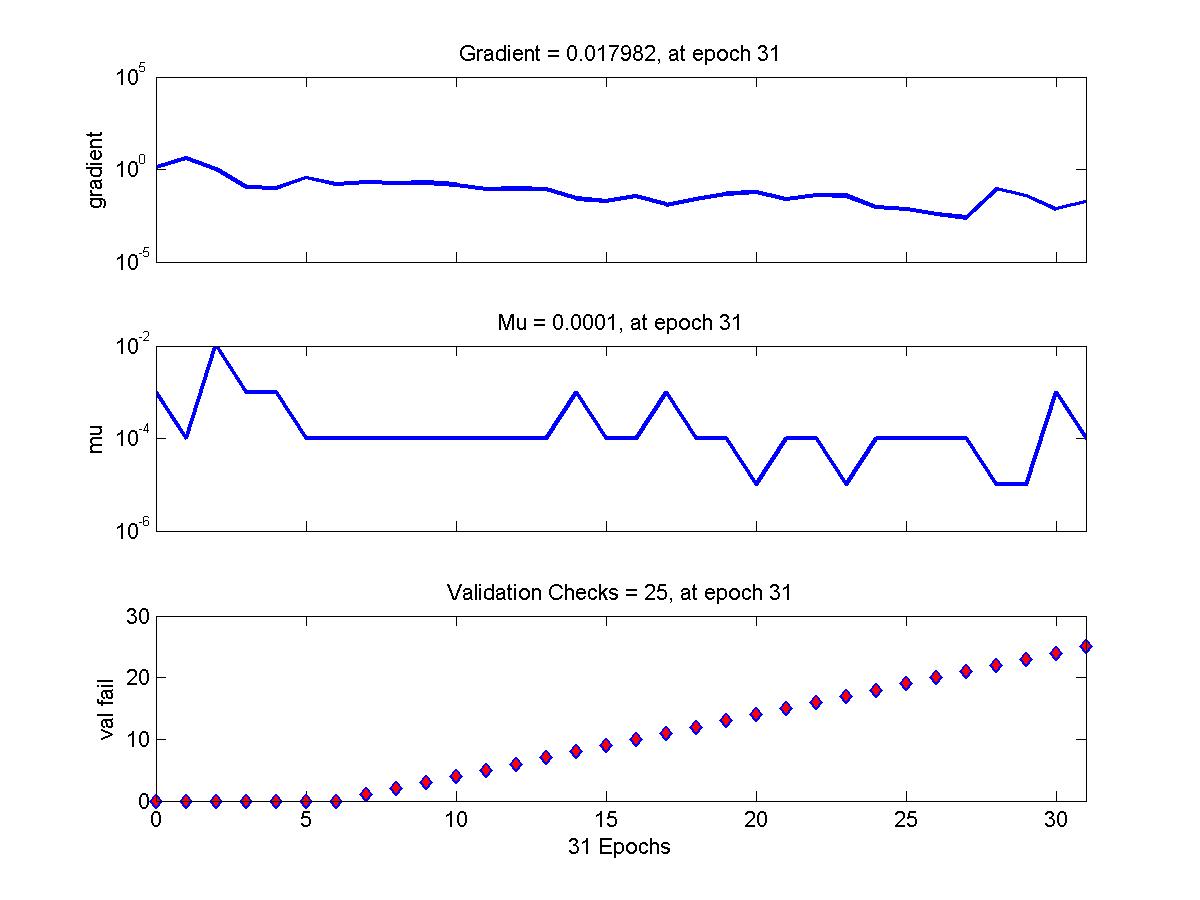 Gradient = 0.017982, at epoch 31
10^5
10^0
10^-5
gradient
Mu = 0.0001, at epoch 31
10^-2
10^-4
10^-6
mu
Validation Checks = 25, at epoch 31
30
20
10
0
val fail
0 5 10 15 20 25 30
31 Epochs